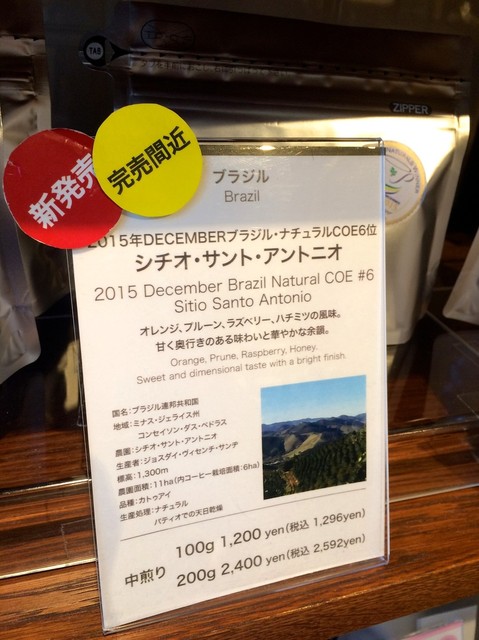 TAB
ZIPPER
新発売
完売間近
ブラジル
Brazil
2015年DECEMBERブラジル・ナチュラルCOE6位
シチオ・サント・アントニオ
2015 December Brazil Natural COE #6
Sitio Santo Antonio
オレンジ、プルーン、ラズベリー、ハチミツの風味。
甘く奥行きのある味わいと華やかな余韻。
Orange, Prune, Raspberry, Honey.
Sweet and dimensional taste with a bright finish.
国名:ブラジル連邦共和国
地域:ミナス・ジェライス州
コンセイソン・ダス・ペドラス
農園:シチオ・サント・アントニオ
生産者:ジョスダイ・ヴィセンチ・サンヂ
標高:1,300m
農園面積:11ha(内コーヒー栽培面積:6ha)
品種:カトゥアイ
生産処理:ナチュラル
パティオでの天日乾燥
中煎り
100g 1,200 yen(税込 1,296yen)
200g 2,400 yen(税込 2,592yen)